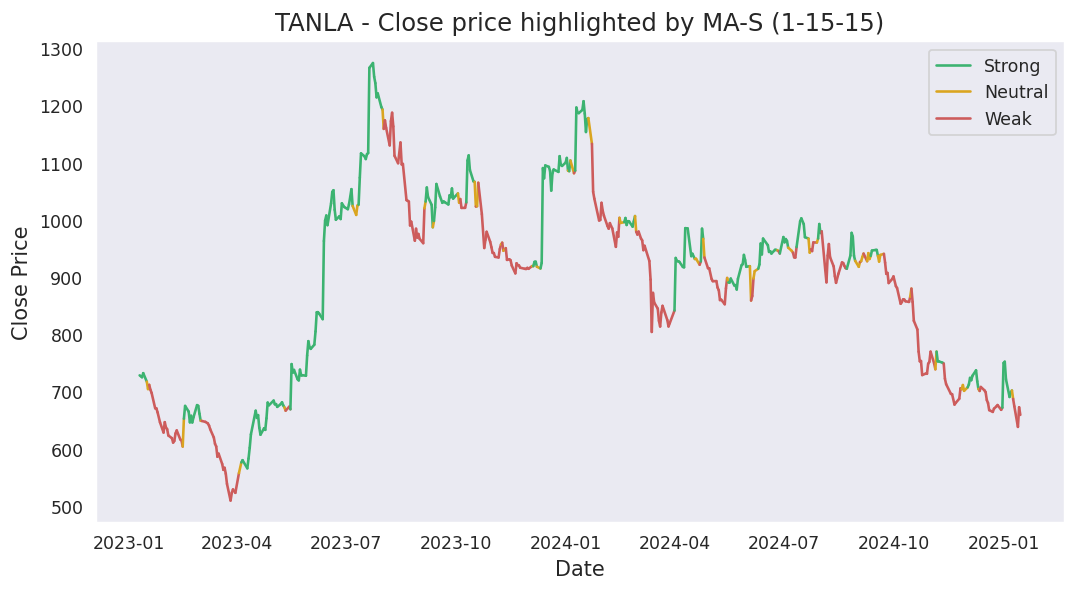 TANLA - Close price highlighted by MA-S (1-15-15)
Strong
Neutral
Weak
Close Price
1300
1200
1100
1000
900
800
700
600
500
2023-01 2023-04 2023-07 2023-10 2024-01 2024-04 2024-07 2024-10 2025-01
Date